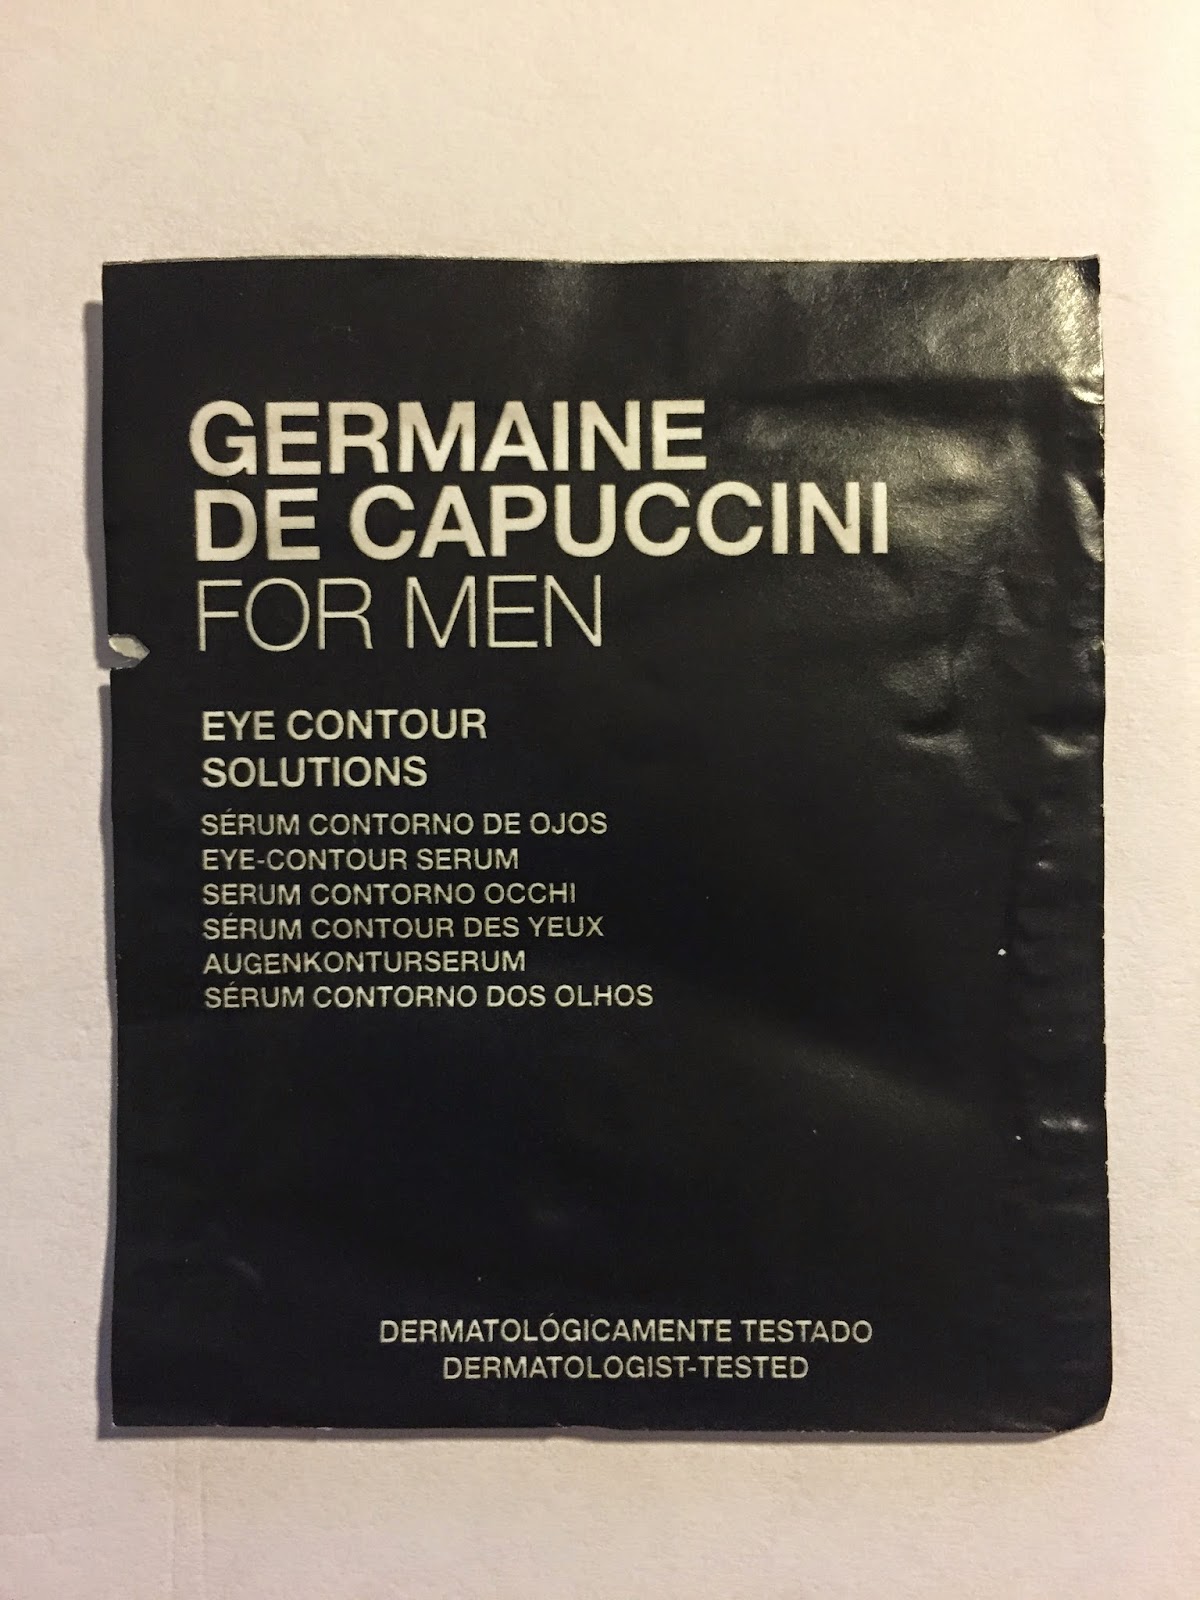 GERMAINE
DE CAPUCCINI
FOR MEN
EYE CONTOUR
SOLUTIONS
SÉRUM CONTORNO DE OJOS
EYE-CONTOUR SERUM
SERUM CONTORNO OCCHI
SÉRUM CONTOUR DES YEUX
AUGENKONTURSERUM
SÉRUM CONTORNO DOS OLHOS
DERMATOLÓGICAMENTE TESTADO
DERMATOLOGIST-TESTED